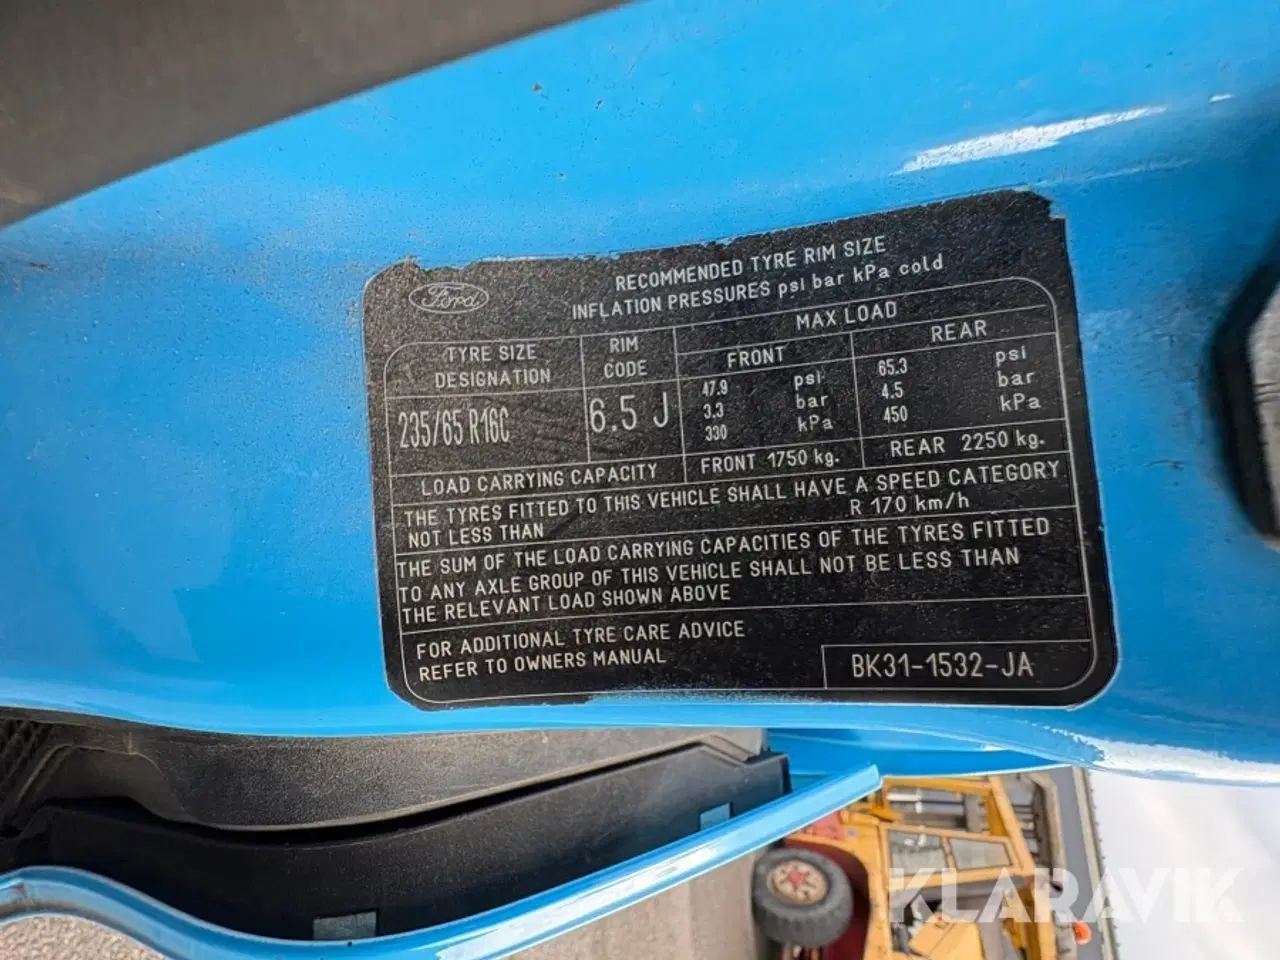 Ford
RECOMMENDED TYRE RIM SIZE
INFLATION PRESSURES psi bar kPa cold
TYRE SIZE DESIGNATION
RIM CODE
MAX LOAD
FRONT
REAR
235/65 R16C
6.5 J
47.9 psi
3.3 bar
330 kPa
65.3 psi
4.5 bar
450 kPa
LOAD CARRYING CAPACITY FRONT 1750 kg. REAR 2250 kg.
THE TYRES FITTED TO THIS VEHICLE SHALL HAVE A SPEED CATEGORY
NOT LESS THAN R 170 km/h
THE SUM OF THE LOAD CARRYING CAPACITIES OF THE TYRES FITTED
TO ANY AXLE GROUP OF THIS VEHICLE SHALL NOT BE LESS THAN
THE RELEVANT LOAD SHOWN ABOVE
FOR ADDITIONAL TYRE CARE ADVICE
REFER TO OWNERS MANUAL
BK31-1532-JA
KLARAVIK